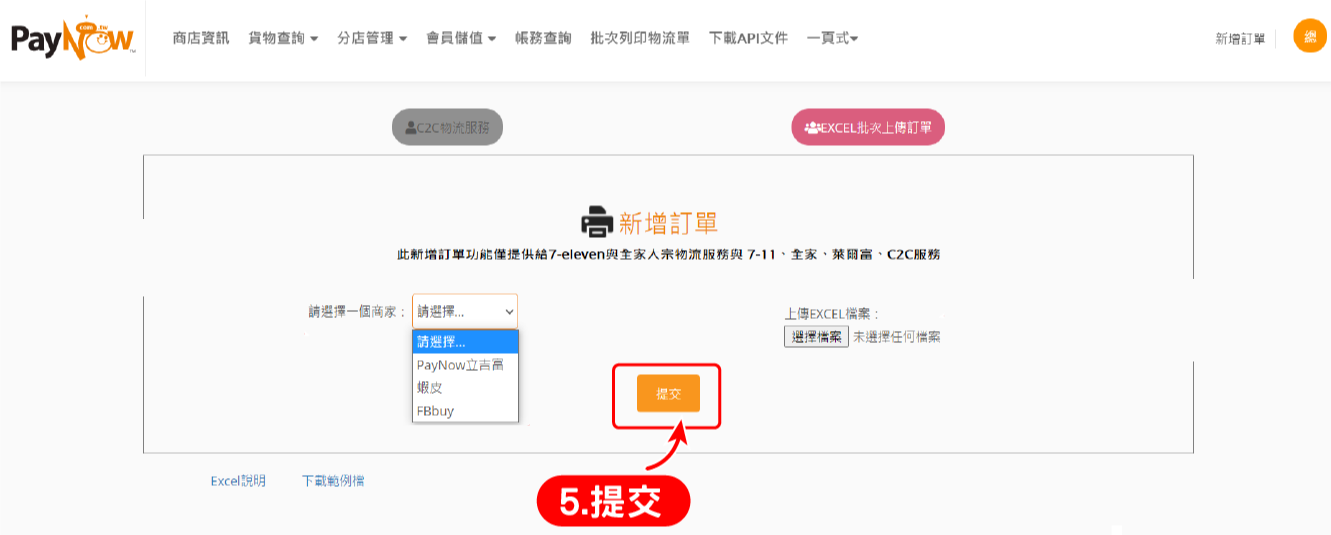 PayNow
商店資訊 貨物查詢 分店管理 會員儲值 帳務查詢 批次列印物流單 下載API文件 一頁式 新增訂單 總
C2C物流服務 EXCEL批次上傳訂單
新增訂單
此新增訂單功能僅提供給7-eleven與全家大宗物流服務與 7-11、全家、萊爾富、C2C服務
請選擇一個商家： 請選擇... 上傳EXCEL檔案：
請選擇... 選擇檔案 未選擇任何檔案
PayNow立吉富
蝦皮 提交
FBbuy
Excel說明 下載範例檔
5.提交